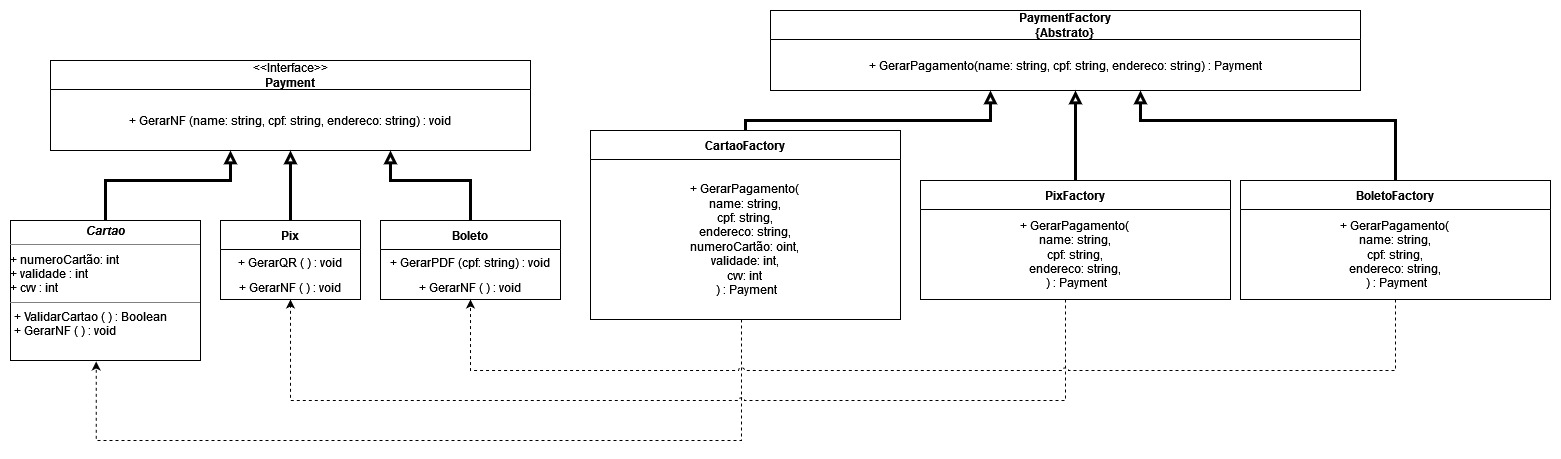 <<Interface>>
Payment
+ GerarNF (name: string, cpf: string, endereco: string) : void
Cartao
+ numeroCartão: int
+ validade : int
+ cvv : int
+ ValidarCartao ( ) : Boolean
+ GerarNF ( ) : void
Pix
+ GerarQR ( ) : void
+ GerarNF ( ) : void
Boleto
+ GerarPDF (cpf: string) : void
+ GerarNF ( ) : void
PaymentFactory
{Abstrato}
+ GerarPagamento(name: string, cpf: string, endereco: string) : Payment
CartaoFactory
+ GerarPagamento(
name: string,
cpf: string,
endereco: string,
numeroCartão: oint,
validade: int,
cvv: int
) : Payment
PixFactory
+ GerarPagamento(
name: string,
cpf: string,
endereco: string,
) : Payment
BoletoFactory
+ GerarPagamento(
name: string,
cpf: string,
endereco: string,
) : Payment